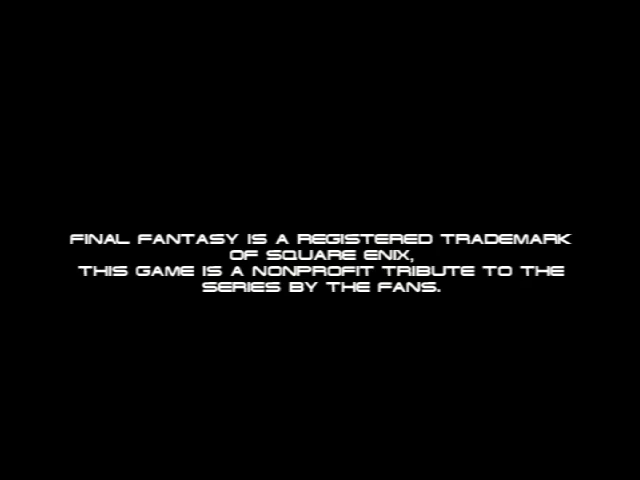 FINAL FANTASY IS A REGISTERED TRADEMARK
OF SQUARE ENIX,
THIS GAME IS A NONPROFIT TRIBUTE TO THE
SERIES BY THE FANS.